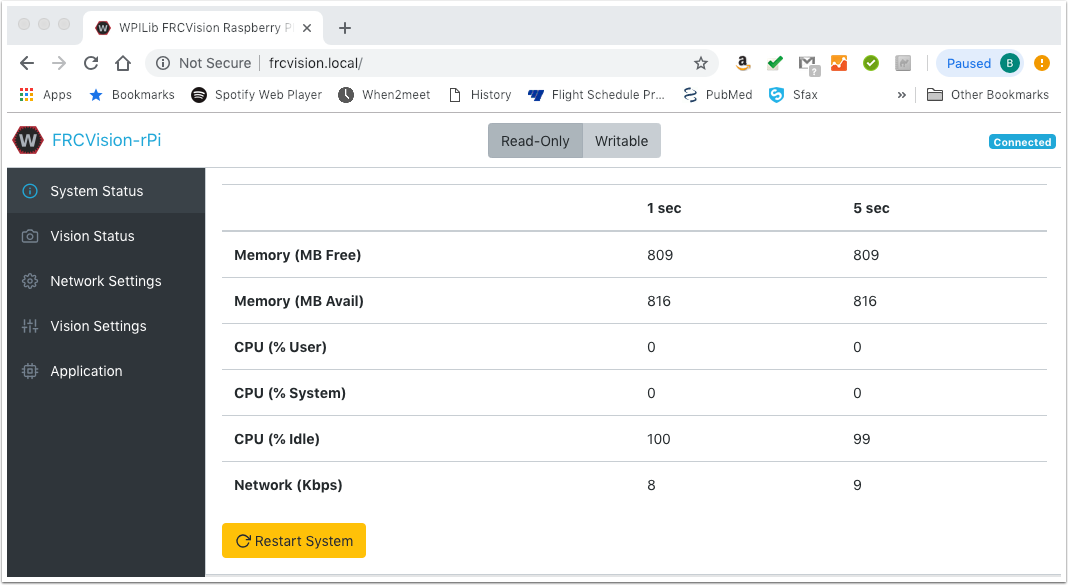 W WPILib FRCVision Raspberry P
Not Secure frcvision.local/
a ? Paused B !
Apps Bookmarks Spotify Web Player When2meet History Flight Schedule Pr... PubMed Sfax » Other Bookmarks
W FRCVision-rPi Read-Only Writable Connected
System Status
Vision Status
Network Settings
Vision Settings
Application
1 sec 5 sec
Memory (MB Free) 809 809
Memory (MB Avail) 816 816
CPU (% User) 0 0
CPU (% System) 0 0
CPU (% Idle) 100 99
Network (Kbps) 8 9
Restart System